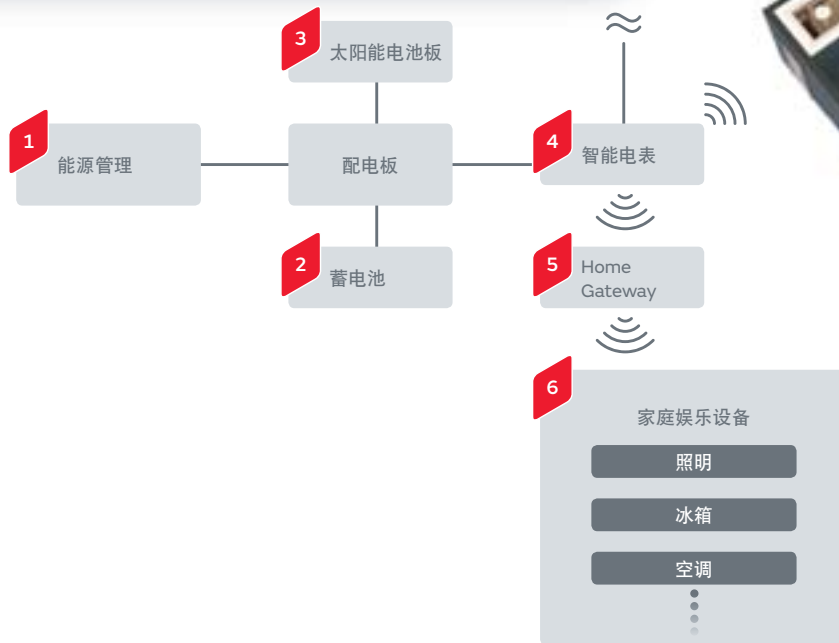 3
太阳能电池板
1
能源管理
配电板
4
智能电表
2
蓄电池
5
Home
Gateway
6
家庭娱乐设备
照明
冰箱
空调